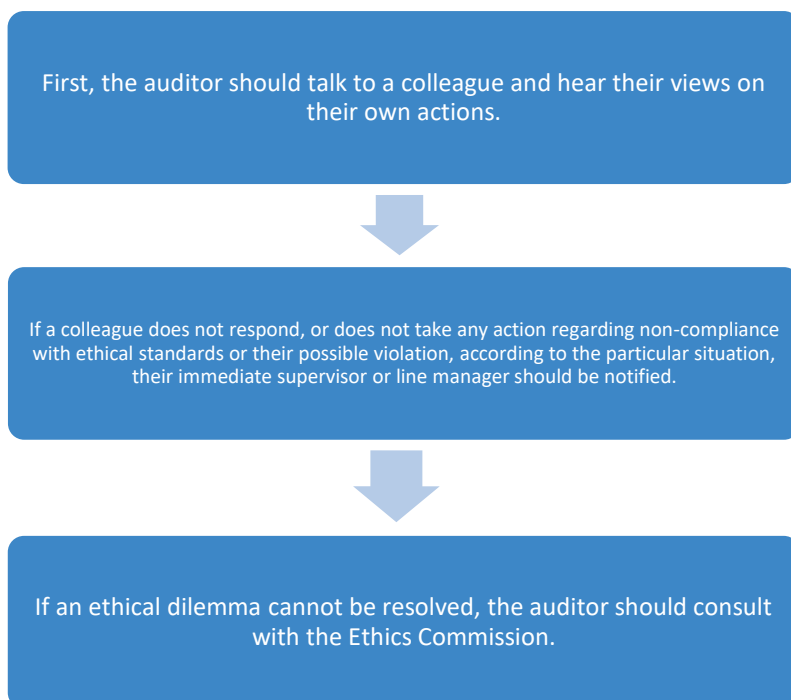 First, the auditor should talk to a colleague and hear their views on
their own actions.
If a colleague does not respond, or does not take any action regarding non-compliance
with ethical standards or their possible violation, according to the particular situation,
their immediate supervisor or line manager should be notified.
If an ethical dilemma cannot be resolved, the auditor should consult
with the Ethics Commission.